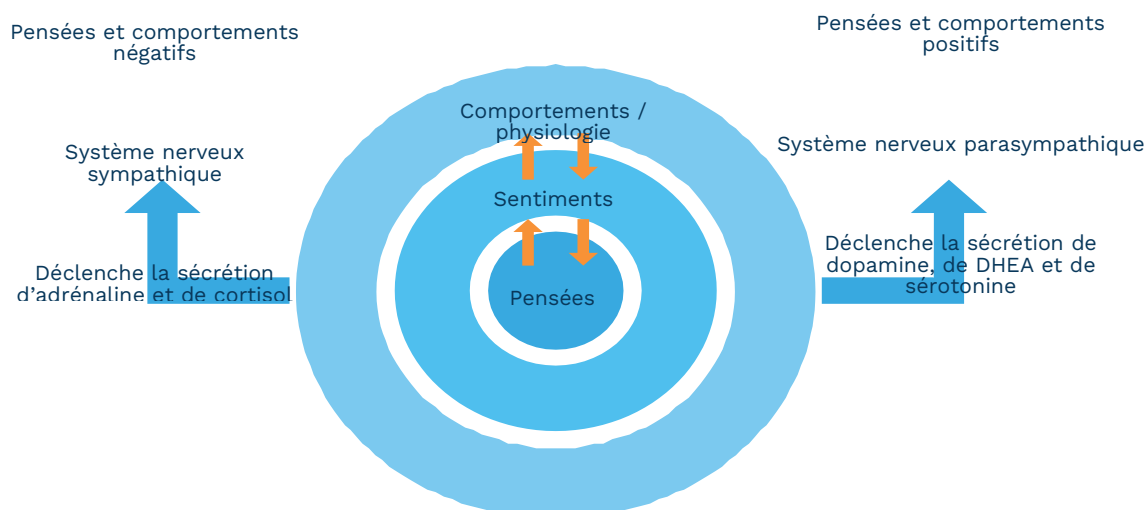 Pensées et comportements
négatifs
Système nerveux
sympathique
Déclenche la sécrétion
d'adrénaline et de cortisol
Comportements /
physiologie
Sentiments
Pensées
Pensées et comportements
positifs
Système nerveux parasympathique
Déclenche la sécrétion de
dopamine, de DHEA et de
sérotonine